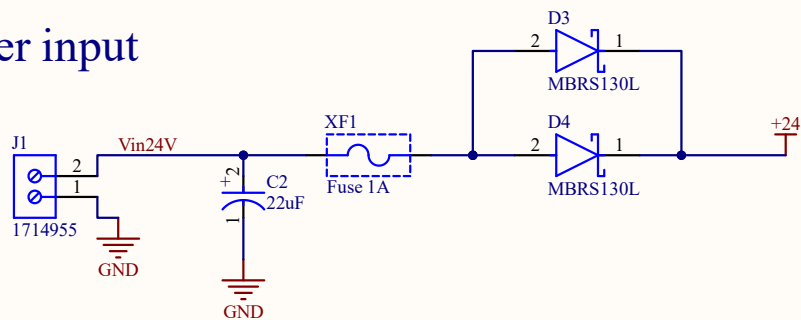 er input
J1
2
1
1714955
GND
Vin24V
+ 2
C2
22uF
1
GND
XF1
Fuse 1A
D3
2
1
MBRS130L
D4
2
1
MBRS130L
+24